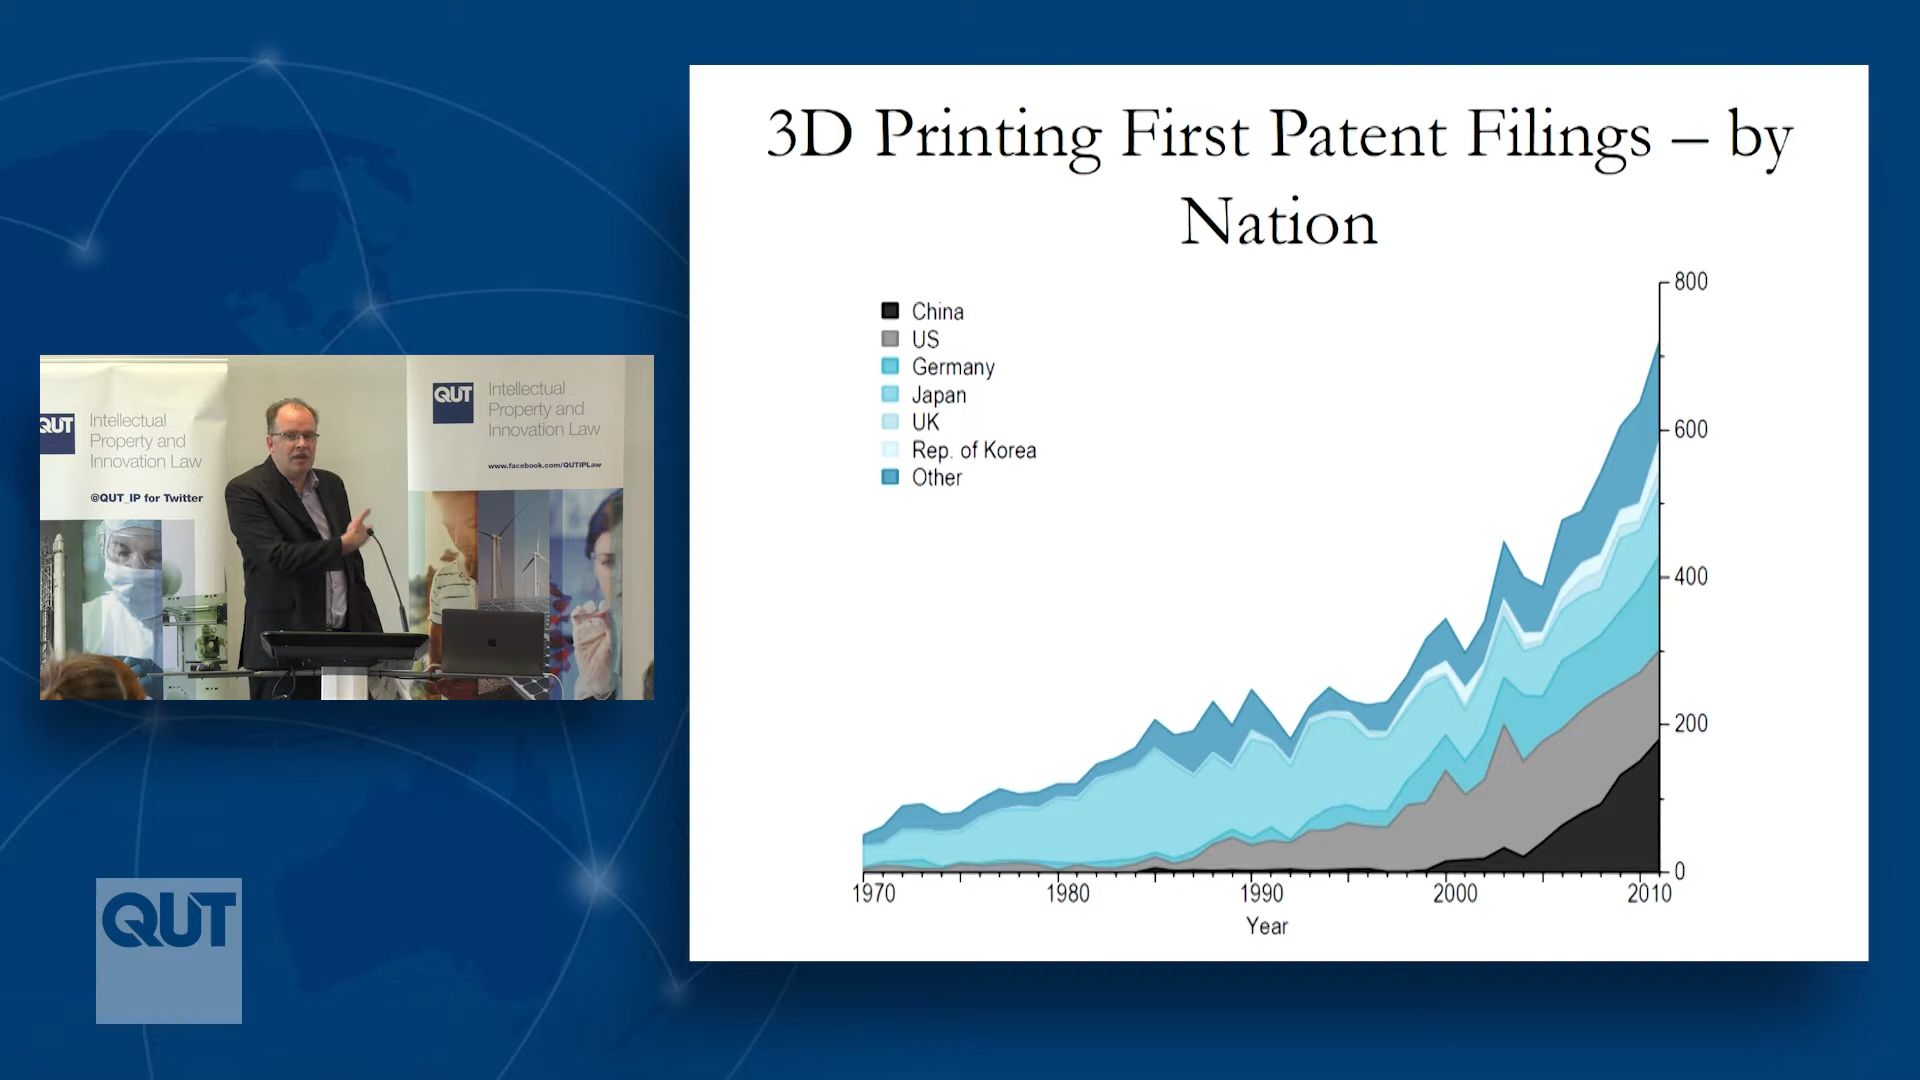 3D Printing First Patent Filings – by
Nation
China
US
Germany
Japan
UK
Rep. of Korea
Other
800
600
400
200
0
1970
1980
1990
2000
2010
Year
QUT
Intellectual
Property and
Innovation Law
@QUT_IP for Twitter
QUT
Intellectual
Property and
Innovation Law
www.facebook.com/QUTIPLaw
QUT